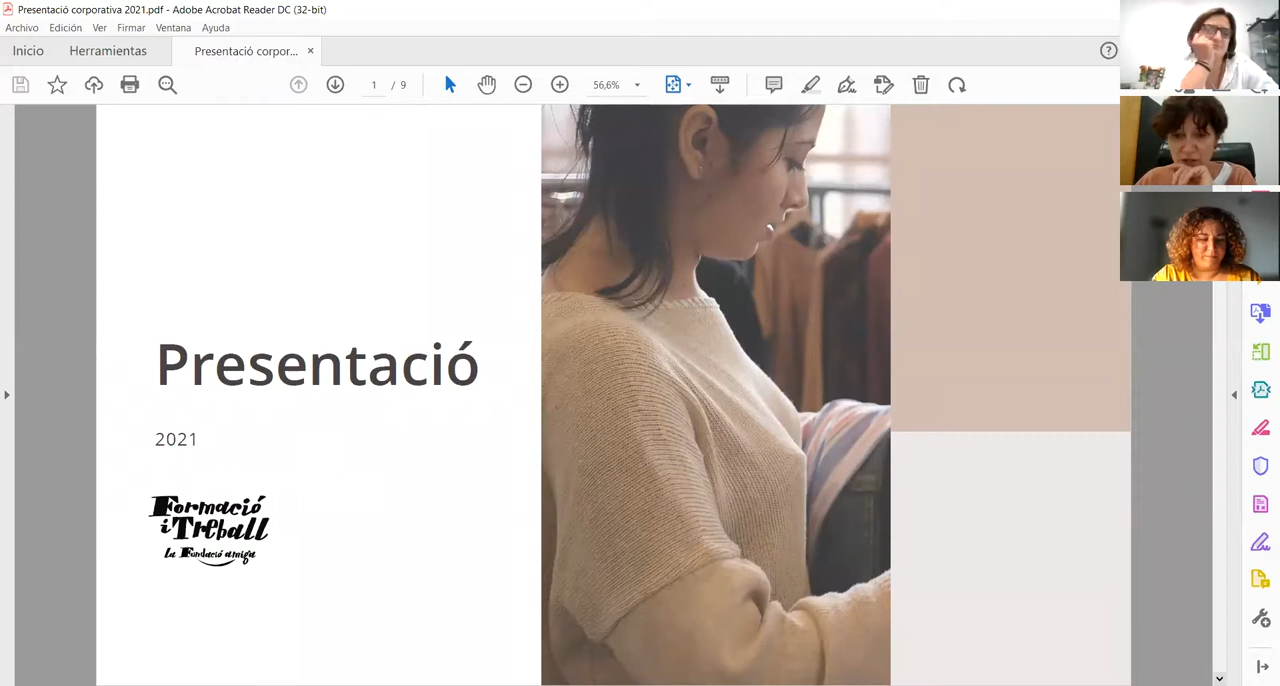 Presentació corporativa 2021.pdf - Adobe Acrobat Reader DC (32-bit)
Archivo Edición Ver Firmar Ventana Ayuda
Inicio Herramientas Presentació corpor... ×
1 / 9 56,6%
Presentació
2021
Formació
i Treball
La Fundació amiga